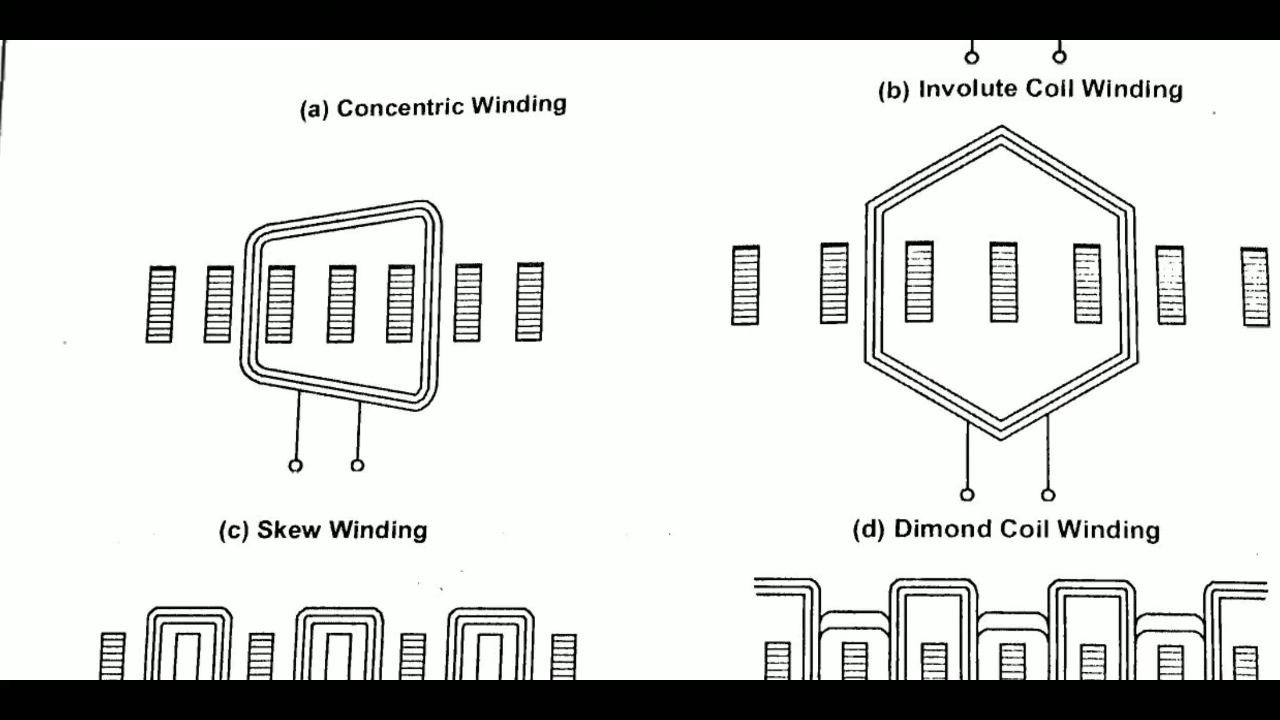 (a) Concentric Winding
(b) Involute Coil Winding
(c) Skew Winding
(d) Dimond Coil Winding